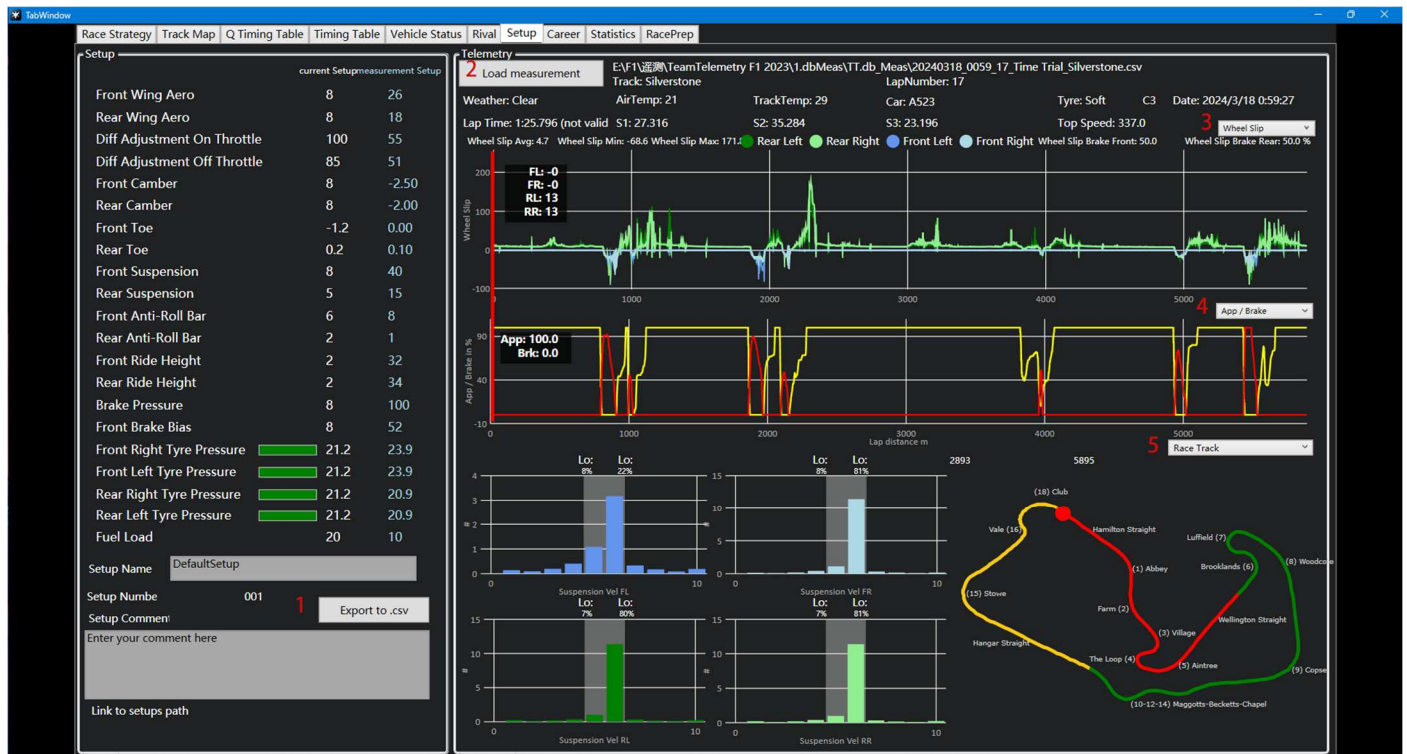 TabWindow
Race Strategy Track Map Q Timing Table Timing Table Vehicle Status Rival Setup Career Statistics RacePrep
Setup
current Setup measurement Setup
Front Wing Aero 8 26
Rear Wing Aero 8 18
Diff Adjustment On Throttle 100 55
Diff Adjustment Off Throttle 85 51
Front Camber 8 -2.50
Rear Camber 8 -2.00
Front Toe -1.2 0.00
Rear Toe 0.2 0.10
Front Suspension 8 40
Rear Suspension 5 15
Front Anti-Roll Bar 6 8
Rear Anti-Roll Bar 2 1
Front Ride Height 2 32
Rear Ride Height 2 34
Brake Pressure 8 100
Front Brake Bias 8 52
Front Right Tyre Pressure 21.2 23.9
Front Left Tyre Pressure 21.2 23.9
Rear Right Tyre Pressure 21.2 20.9
Rear Left Tyre Pressure 21.2 20.9
Fuel Load 20 10
Setup Name DefaultSetup
Setup Numbe 001
1 Export to .csv
Setup Commen
Enter your comment here
Link to setups path
Telemetry
2 Load measurement
E:\F1\遥测\TeamTelemetry F1 2023\1.dbMeas\TT.db_Meas\20240318_0059_17_Time Trial_Silverstone.csv
Track: Silverstone LapNumber: 17
Weather: Clear AirTemp: 21 TrackTemp: 29 Car: A523 Tyre: Soft C3 Date: 2024/3/18 0:59:27
Lap Time: 1:25.796 (not valid S1: 27.316 S2: 35.284 S3: 23.196 Top Speed: 337.0
3 Wheel Slip
Wheel Slip Avg: 4.7 Wheel Slip Min: -68.6 Wheel Slip Max: 171. Rear Left Rear Right Front Left Front Right Wheel Slip Brake Front: 50.0 Wheel Slip Brake Rear: 50.0 %
Wheel Slip
200
100
0
-100
FL: -0
FR: -0
RL: 13
RR: 13
0 1000 2000 3000 4000 5000
4 App / Brake
App / Brake in %
90
40
-10
App: 100.0
Brk: 0.0
0 1000 2000 3000 4000 5000
Lap distance m
5 Race Track
Lo: Lo:
8% 22%
4
3
# 2
1
0
0 10
Suspension Vel FL
Lo: Lo:
8% 81%
15
10
#
5
0
0 10
Suspension Vel FR
Lo: Lo:
7% 80%
15
10
#
5
0
0 10
Suspension Vel RL
Lo: Lo:
7% 81%
15
10
#
5
0
0 10
Suspension Vel RR
2893 5895
(18) Club
Vale (16)
Hamilton Straight
Luffield (7)
(8) Woodcote
Brooklands (6)
(1) Abbey
(15) Stowe
Farm (2)
Wellington Straight
(3) Village
Hangar Straight
The Loop (4)
(5) Aintree
(9) Copse
(10-12-14) Maggotts-Becketts-Chapel